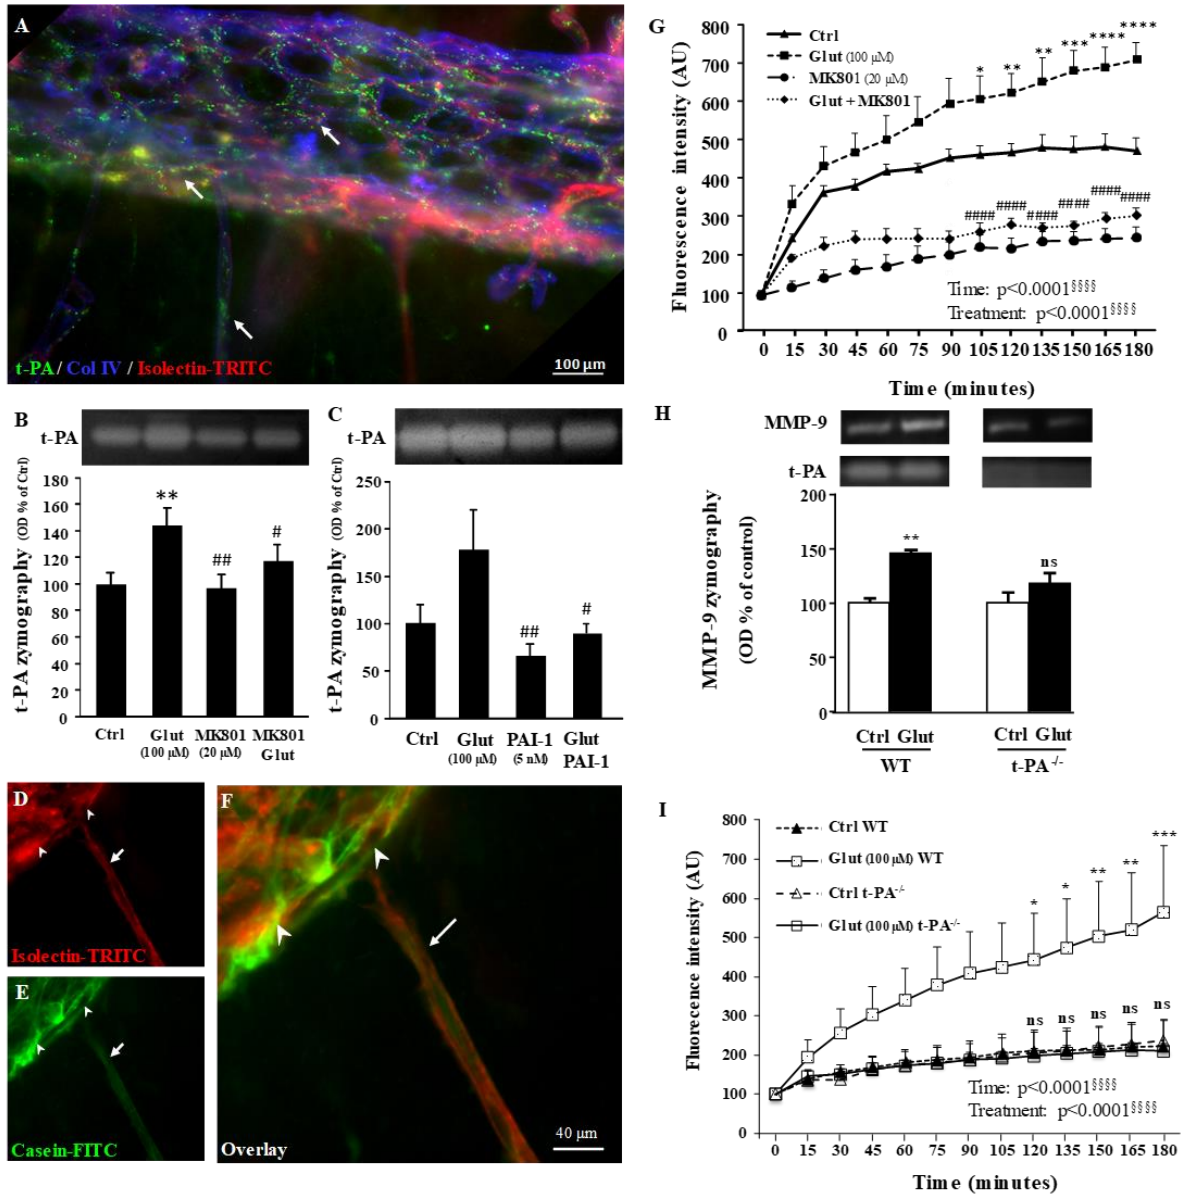 A
t-PA / Col IV / Isolectin-TRITC
100 µm
B
t-PA
t-PA zymography (OD % of Ctrl)
180
160
140
120
100
80
60
40
20
0
**
##
#
Ctrl
Glut
(100 µM)
MK801
(20 µM)
MK801
Glut
C
t-PA
t-PA zymography (OD % of Ctrl)
250
200
150
100
50
0
##
#
Ctrl
Glut
(100 µM)
PAI-1
(5 nM)
Glut
PAI-1
D
Isolectin-TRITC
E
Casein-FITC
F
Overlay
40 µm
G
Fluorescence intensity (AU)
800
700
600
500
400
300
200
100
0
Ctrl
Glut (100 µM)
MK801 (20 µM)
Glut + MK801
* ** ** *** **** ****
#### #### #### #### #### ####
Time: p<0.0001§§§§
Treatment: p<0.0001§§§§
0 15 30 45 60 75 90 105 120 135 150 165 180
Time (minutes)
H
MMP-9
t-PA
MMP-9 zymography
(OD % of control)
200
150
100
50
0
**
ns
Ctrl Glut
WT
Ctrl Glut
t-PA-/-
I
Fluorecence intensity (AU)
800
700
600
500
400
300
200
100
0
Ctrl WT
Glut (100 µM) WT
Ctrl t-PA-/-
Glut (100 µM) t-PA-/-
* * ** ** ***
ns ns ns ns ns
Time: p<0.0001§§§§
Treatment: p<0.0001§§§§
0 15 30 45 60 75 90 105 120 135 150 165 180
Time (minutes)